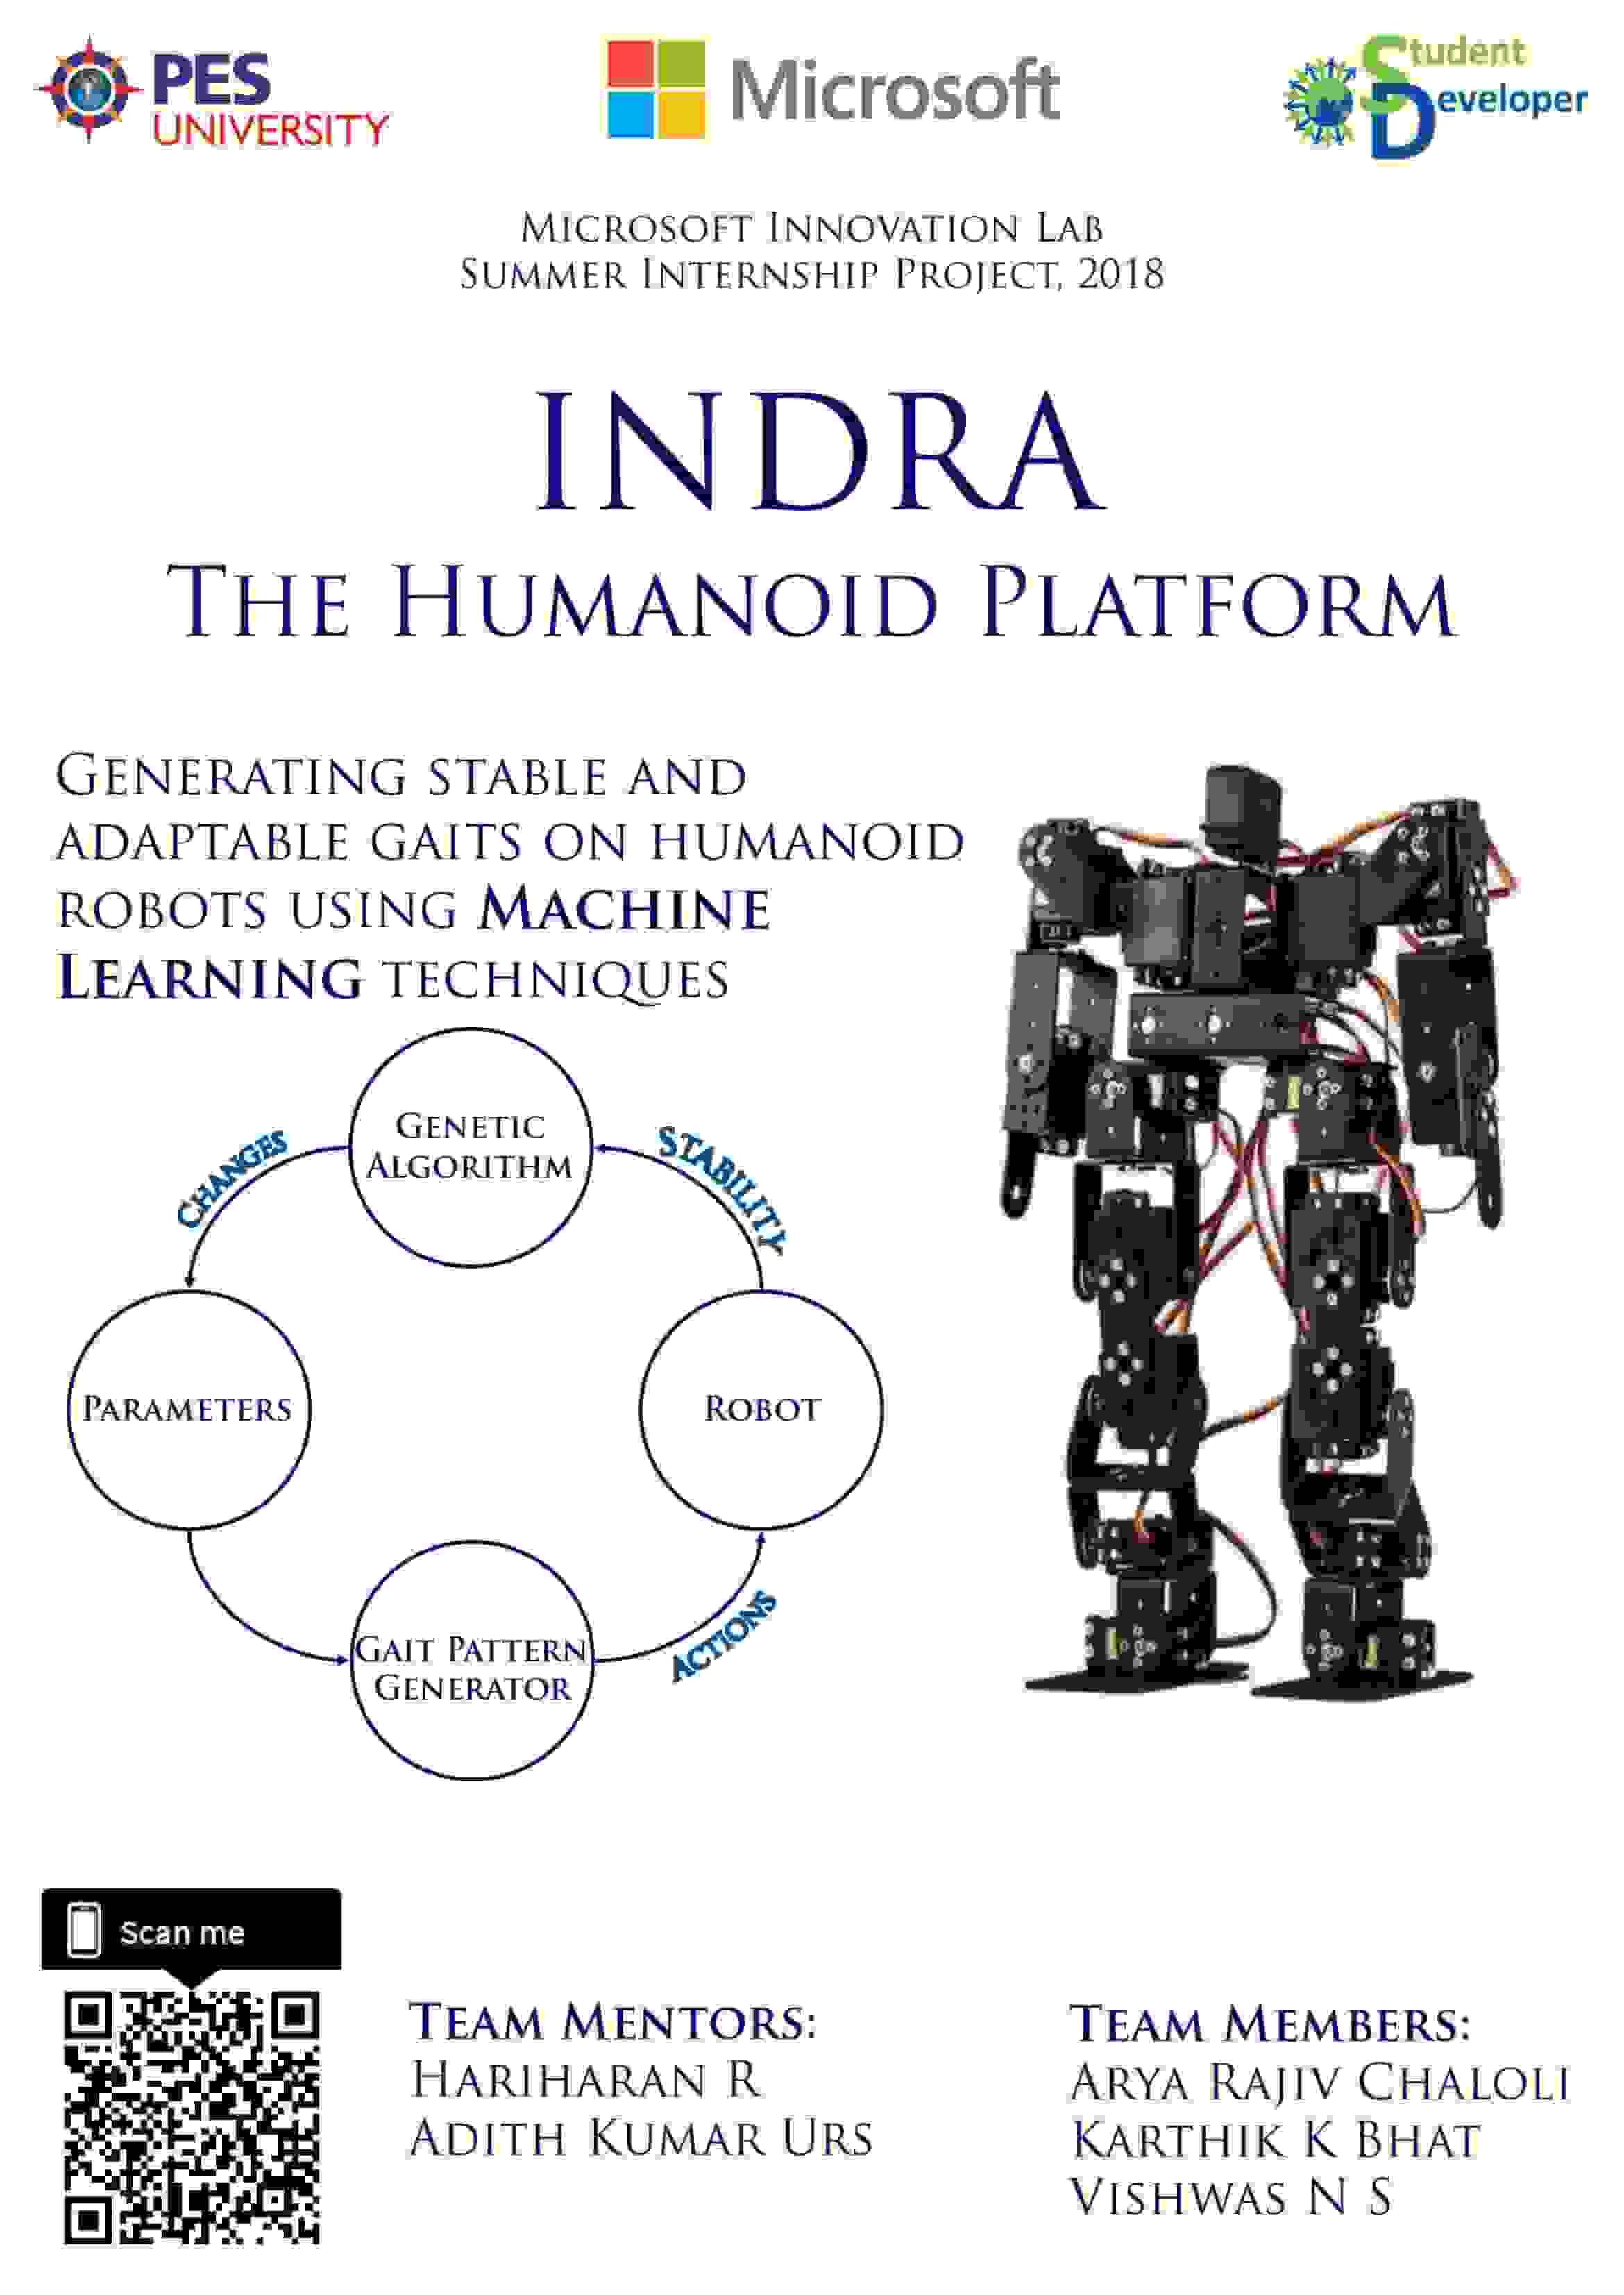 PES
UNIVERSITY
Microsoft
Student
Developer
Microsoft Innovation Lab
Summer Internship Project, 2018
INDRA
The Humanoid Platform
Generating stable and
adaptable gaits on humanoid
robots using Machine
Learning techniques
Genetic
Algorithm
Changes
Stability
Parameters
Robot
Gait Pattern
Generator
Actions
Scan me
Team Mentors:
Hariharan R
Adith Kumar Urs
Team Members:
Arya Rajiv Chaloli
Karthik K Bhat
Vishwas N S